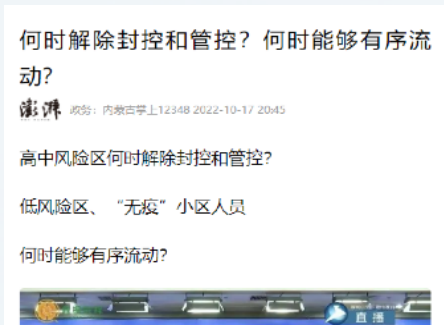 何时解除封控和管控？何时能够有序流
动？
澎湃 政务：内蒙古掌上12348 2022-10-17 20:45
高中风险区何时解除封控和管控？
低风险区、“无疫”小区人员
何时能够有序流动？
直播